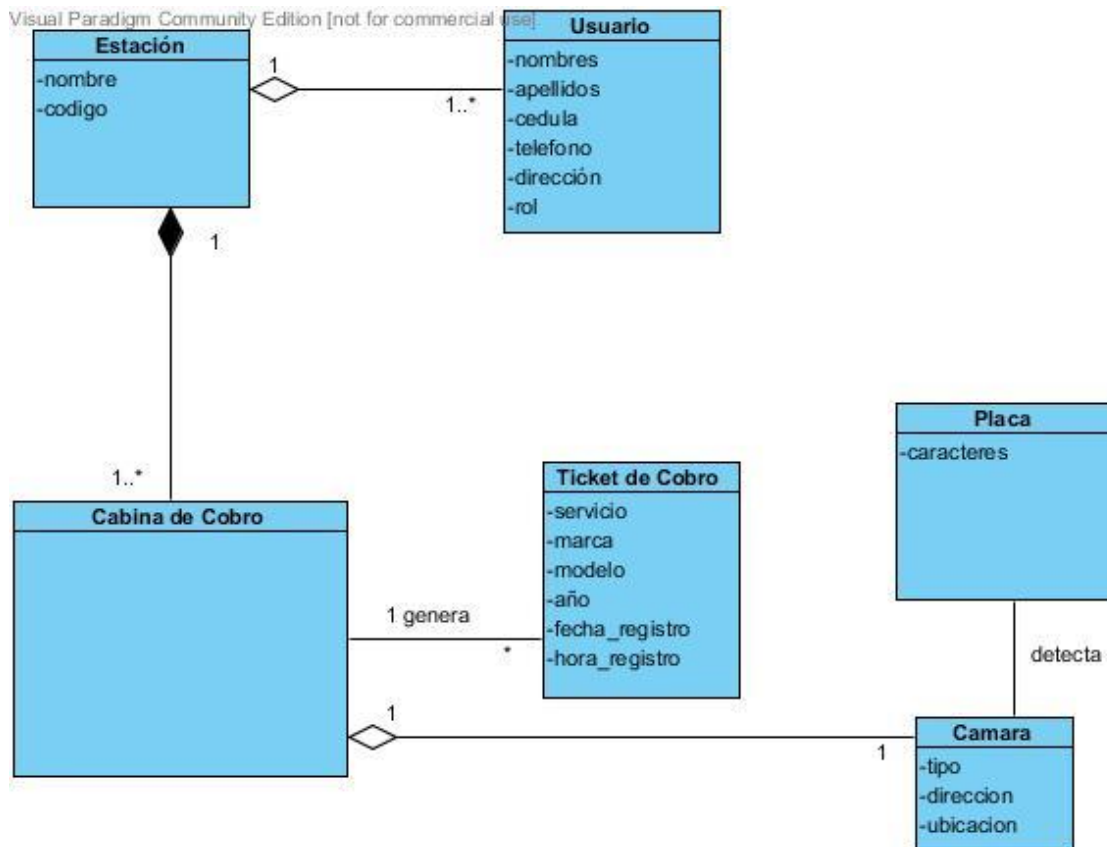 Visual Paradigm Community Edition [not for commercial use]
Estación
-nombre
-codigo
1
1..*
Usuario
-nombres
-apellidos
-cedula
-telefono
-dirección
-rol
1
1..*
Cabina de Cobro
1 genera
*
Ticket de Cobro
-servicio
-marca
-modelo
-año
-fecha_registro
-hora_registro
Placa
-caracteres
detecta
1
1
Camara
-tipo
-direccion
-ubicacion